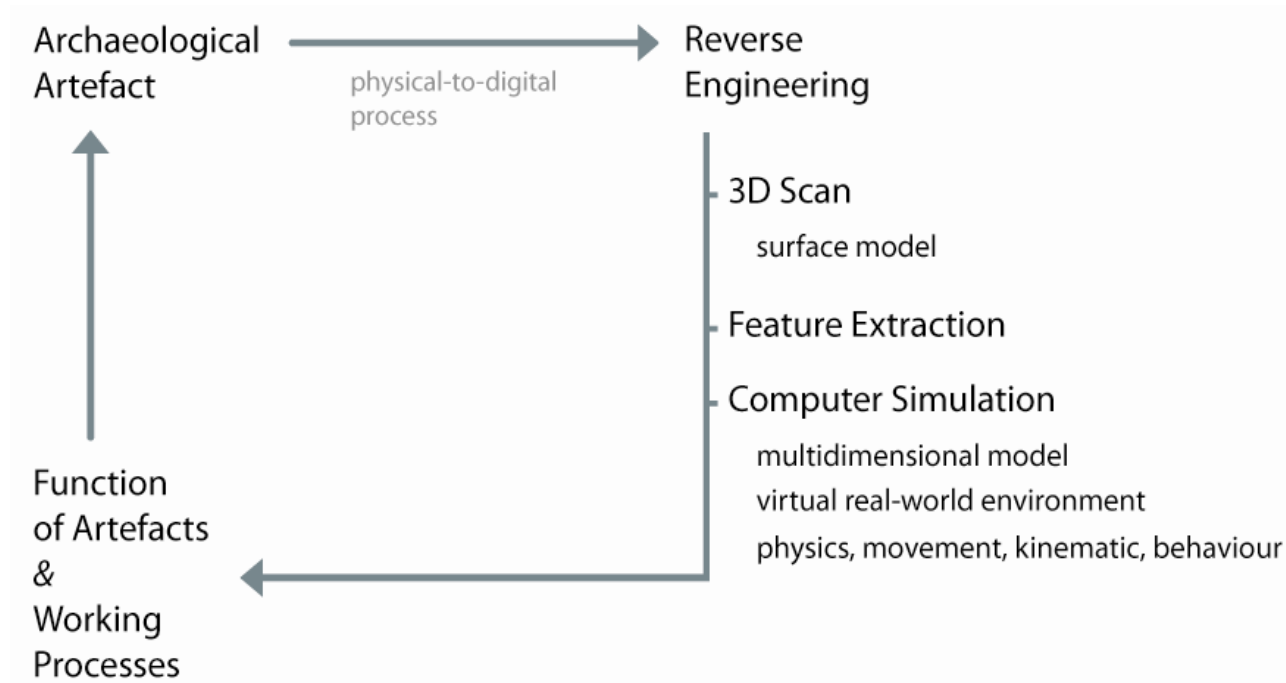 Archaeological
Artefact
physical-to-digital
process
Reverse
Engineering
3D Scan
surface model
Feature Extraction
Computer Simulation
multidimensional model
virtual real-world environment
physics, movement, kinematic, behaviour
Function
of Artefacts
&
Working
Processes